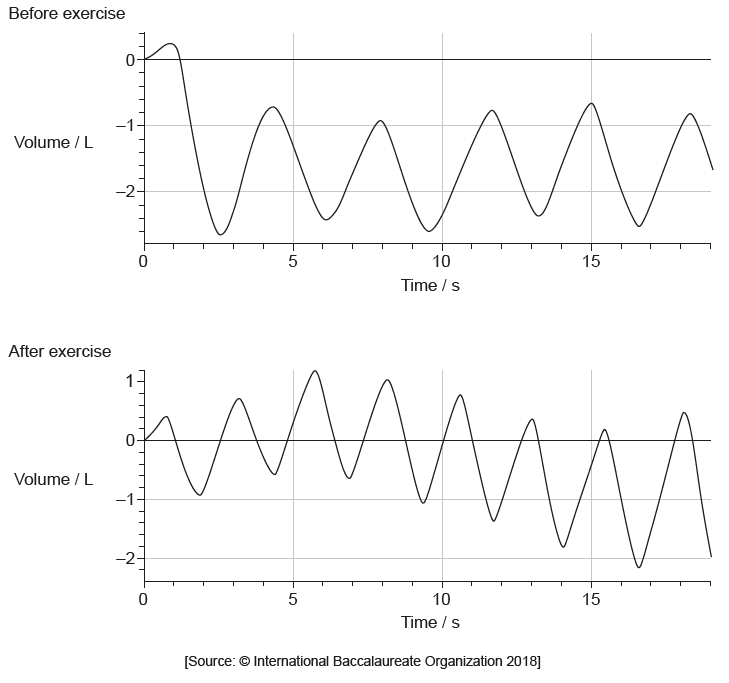 Before exercise
0
–1
Volume / L
–2
0 5 10 15
Time / s
After exercise
1
0
Volume / L
–1
–2
0 5 10 15
Time / s
[Source: © International Baccalaureate Organization 2018]